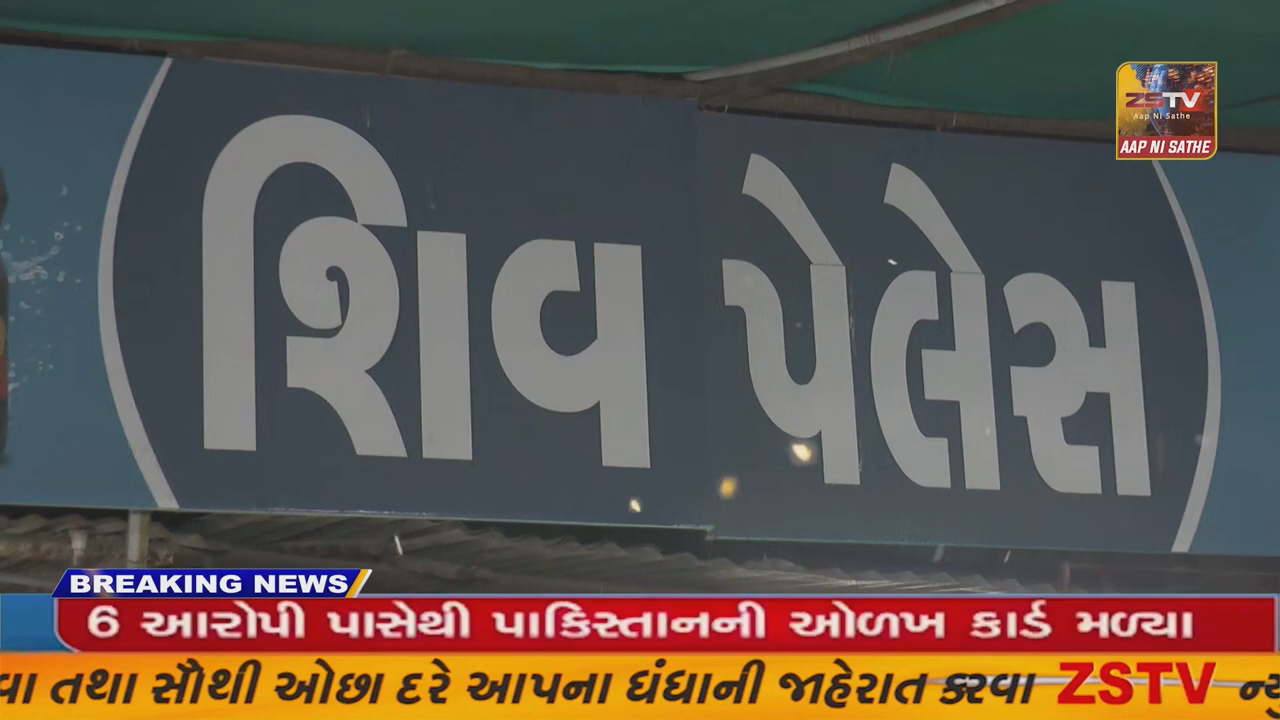 ZSTV
Aap Ni Sathe
AAP NI SATHE
શિવ પેલેસ
BREAKING NEWS
6 આરોપી પાસેથી પાકિસ્તાનની ઓળખ કાર્ડ મળ્યા
તથા સૌથી ઓછા દરે આપના ધંધાની જાહેરાત કરવા ZSTV